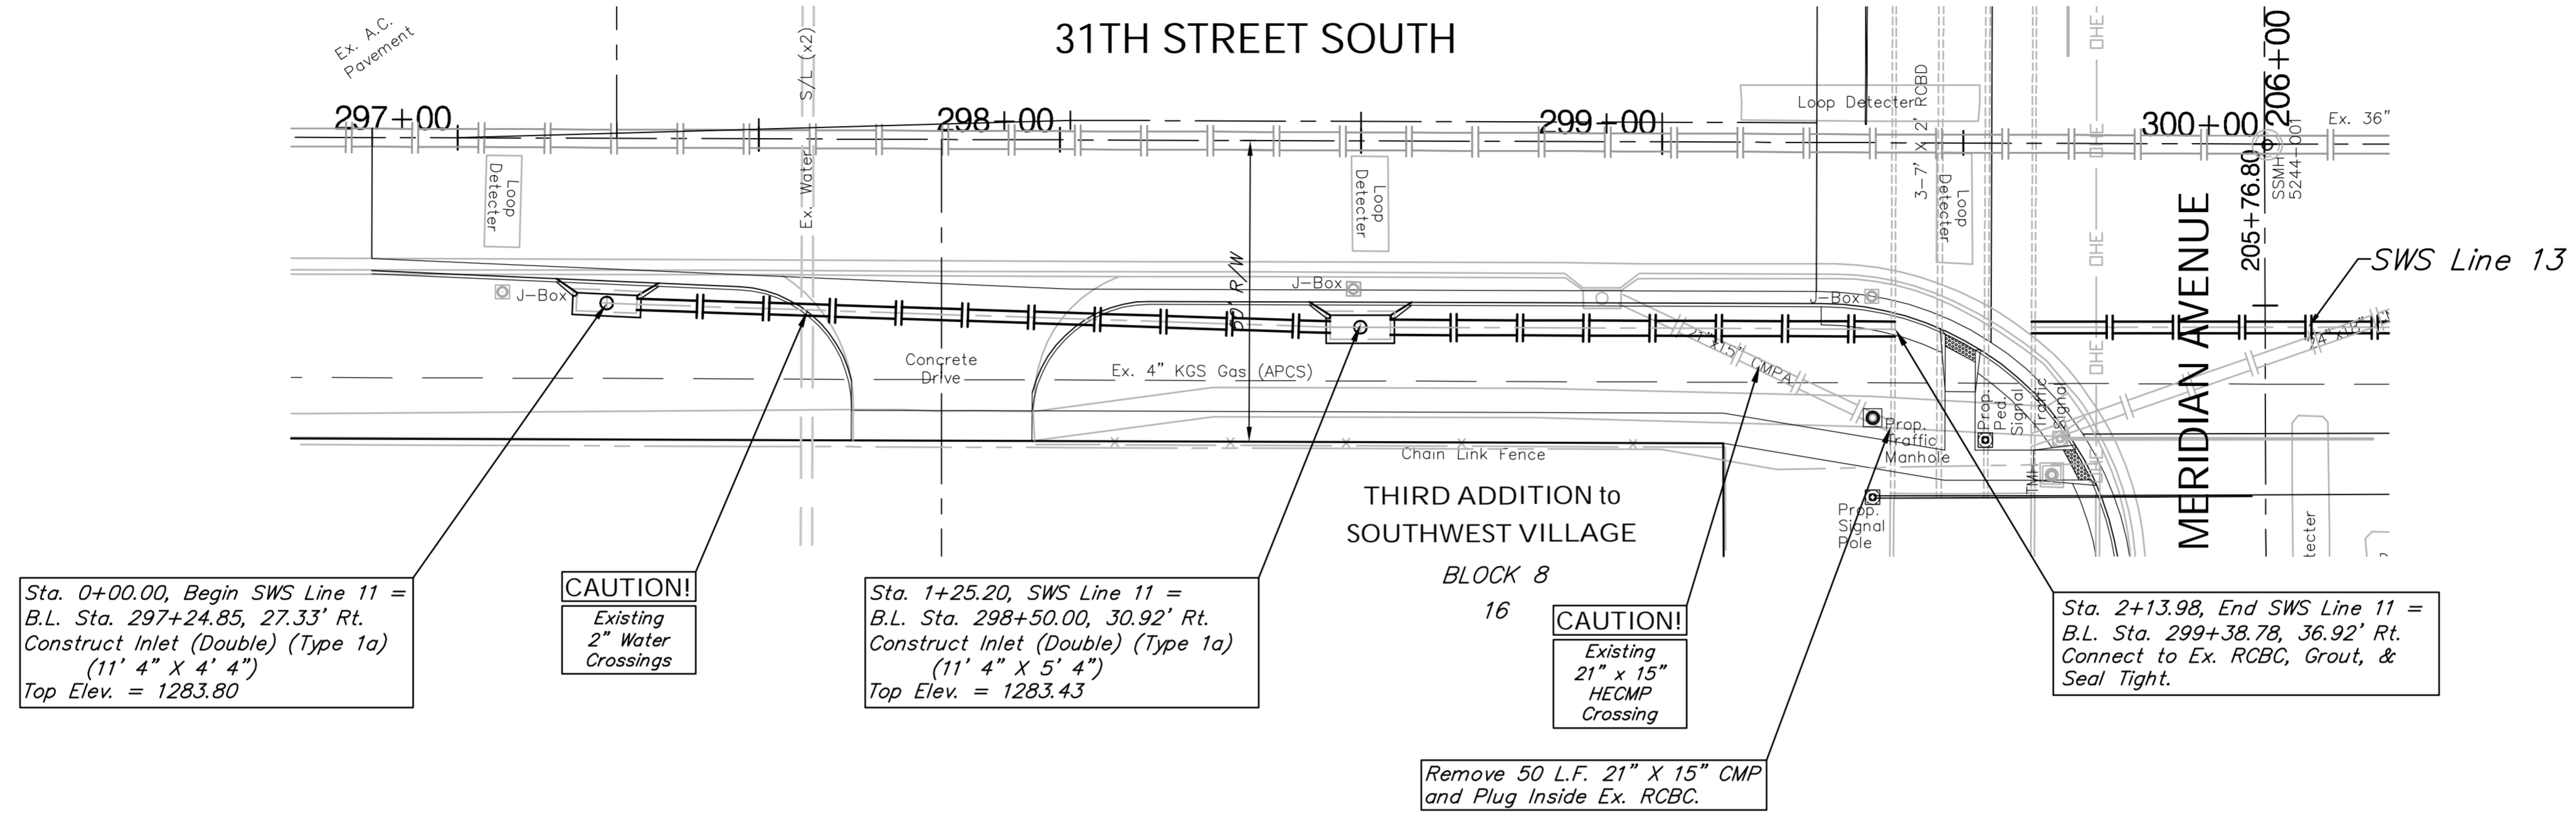 31TH STREET SOUTH
Ex. A.C.
Pavement
S/L (x2)
Ex. Water
297+00
298+00
299+00
300+00
206+00
Ex. 36"
Loop Detecter
3-7' X 2' RCBD
OHE
OHE
OHE
OHE
Loop
Detecter
Loop
Detecter
Loop
Detecter
SSMH
5244-001
205+76.80
MERIDIAN AVENUE
SWS Line 13
50' R/W
J-Box
J-Box
J-Box
21"x15" CMPA
Concrete
Drive
Ex. 4" KGS Gas (APCS)
Prop.
Traffic
Manhole
Prop.
Ped.
Signal
Traffic
Signal
TMH
Chain Link Fence
Prop.
Signal
Pole
tecter
THIRD ADDITION to
SOUTHWEST VILLAGE
BLOCK 8
16
Sta. 0+00.00, Begin SWS Line 11 =
B.L. Sta. 297+24.85, 27.33' Rt.
Construct Inlet (Double) (Type 1a)
(11' 4" X 4' 4")
Top Elev. = 1283.80
CAUTION!
Existing
2" Water
Crossings
Sta. 1+25.20, SWS Line 11 =
B.L. Sta. 298+50.00, 30.92' Rt.
Construct Inlet (Double) (Type 1a)
(11' 4" X 5' 4")
Top Elev. = 1283.43
CAUTION!
Existing
21" x 15"
HECMP
Crossing
Sta. 2+13.98, End SWS Line 11 =
B.L. Sta. 299+38.78, 36.92' Rt.
Connect to Ex. RCBC, Grout, &
Seal Tight.
Remove 50 L.F. 21" X 15" CMP
and Plug Inside Ex. RCBC.